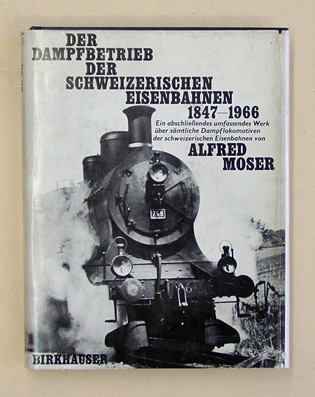 DER
DAMPFBETRIEB
DER
SCHWEIZERISCHEN
EISENBAHNEN
1847—1966
Ein abschließendes umfassendes Werk
über sämtliche Dampflokomotiven
der schweizerischen Eisenbahnen von
ALFRED
MOSER
BIRKHÄUSER